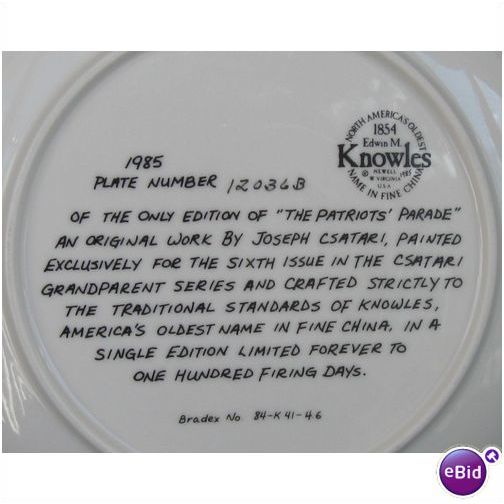 1985
PLATE NUMBER 12036B
NORTH AMERICA'S OLDEST
1854
Edwin M.
Knowles
NEWELL © 1985
W. VIRGINIA
U.S.A.
NAME IN FINE CHINA
OF THE ONLY EDITION OF "THE PATRIOTS' PARADE"
AN ORIGINAL WORK BY JOSEPH CSATARI, PAINTED
EXCLUSIVELY FOR THE SIXTH ISSUE IN THE CSATARI
GRANDPARENT SERIES AND CRAFTED STRICTLY TO
THE TRADITIONAL STANDARDS OF KNOWLES,
AMERICA'S OLDEST NAME IN FINE CHINA, IN A
SINGLE EDITION LIMITED FOREVER TO
ONE HUNDRED FIRING DAYS.
Bradex No. 84-K41-4.6
eBid